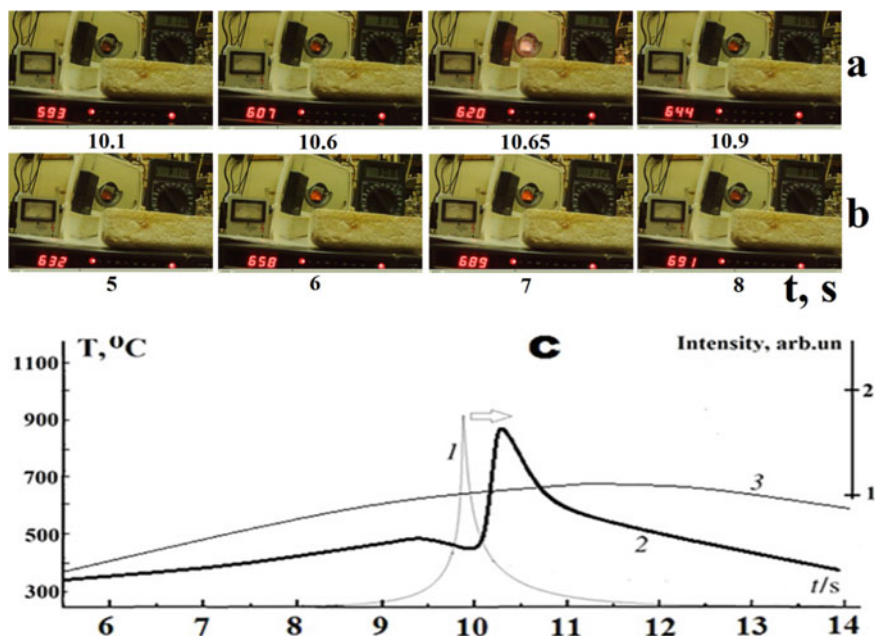 593 607 620 644 a
10.1 10.6 10.65 10.9
632 658 689 691 b
5 6 7 8 t, s
T,⁰C C Intensity, arb.un
1100
2
900
1
700 3 1
500 2
300 t/s
6 7 8 9 10 11 12 13 14